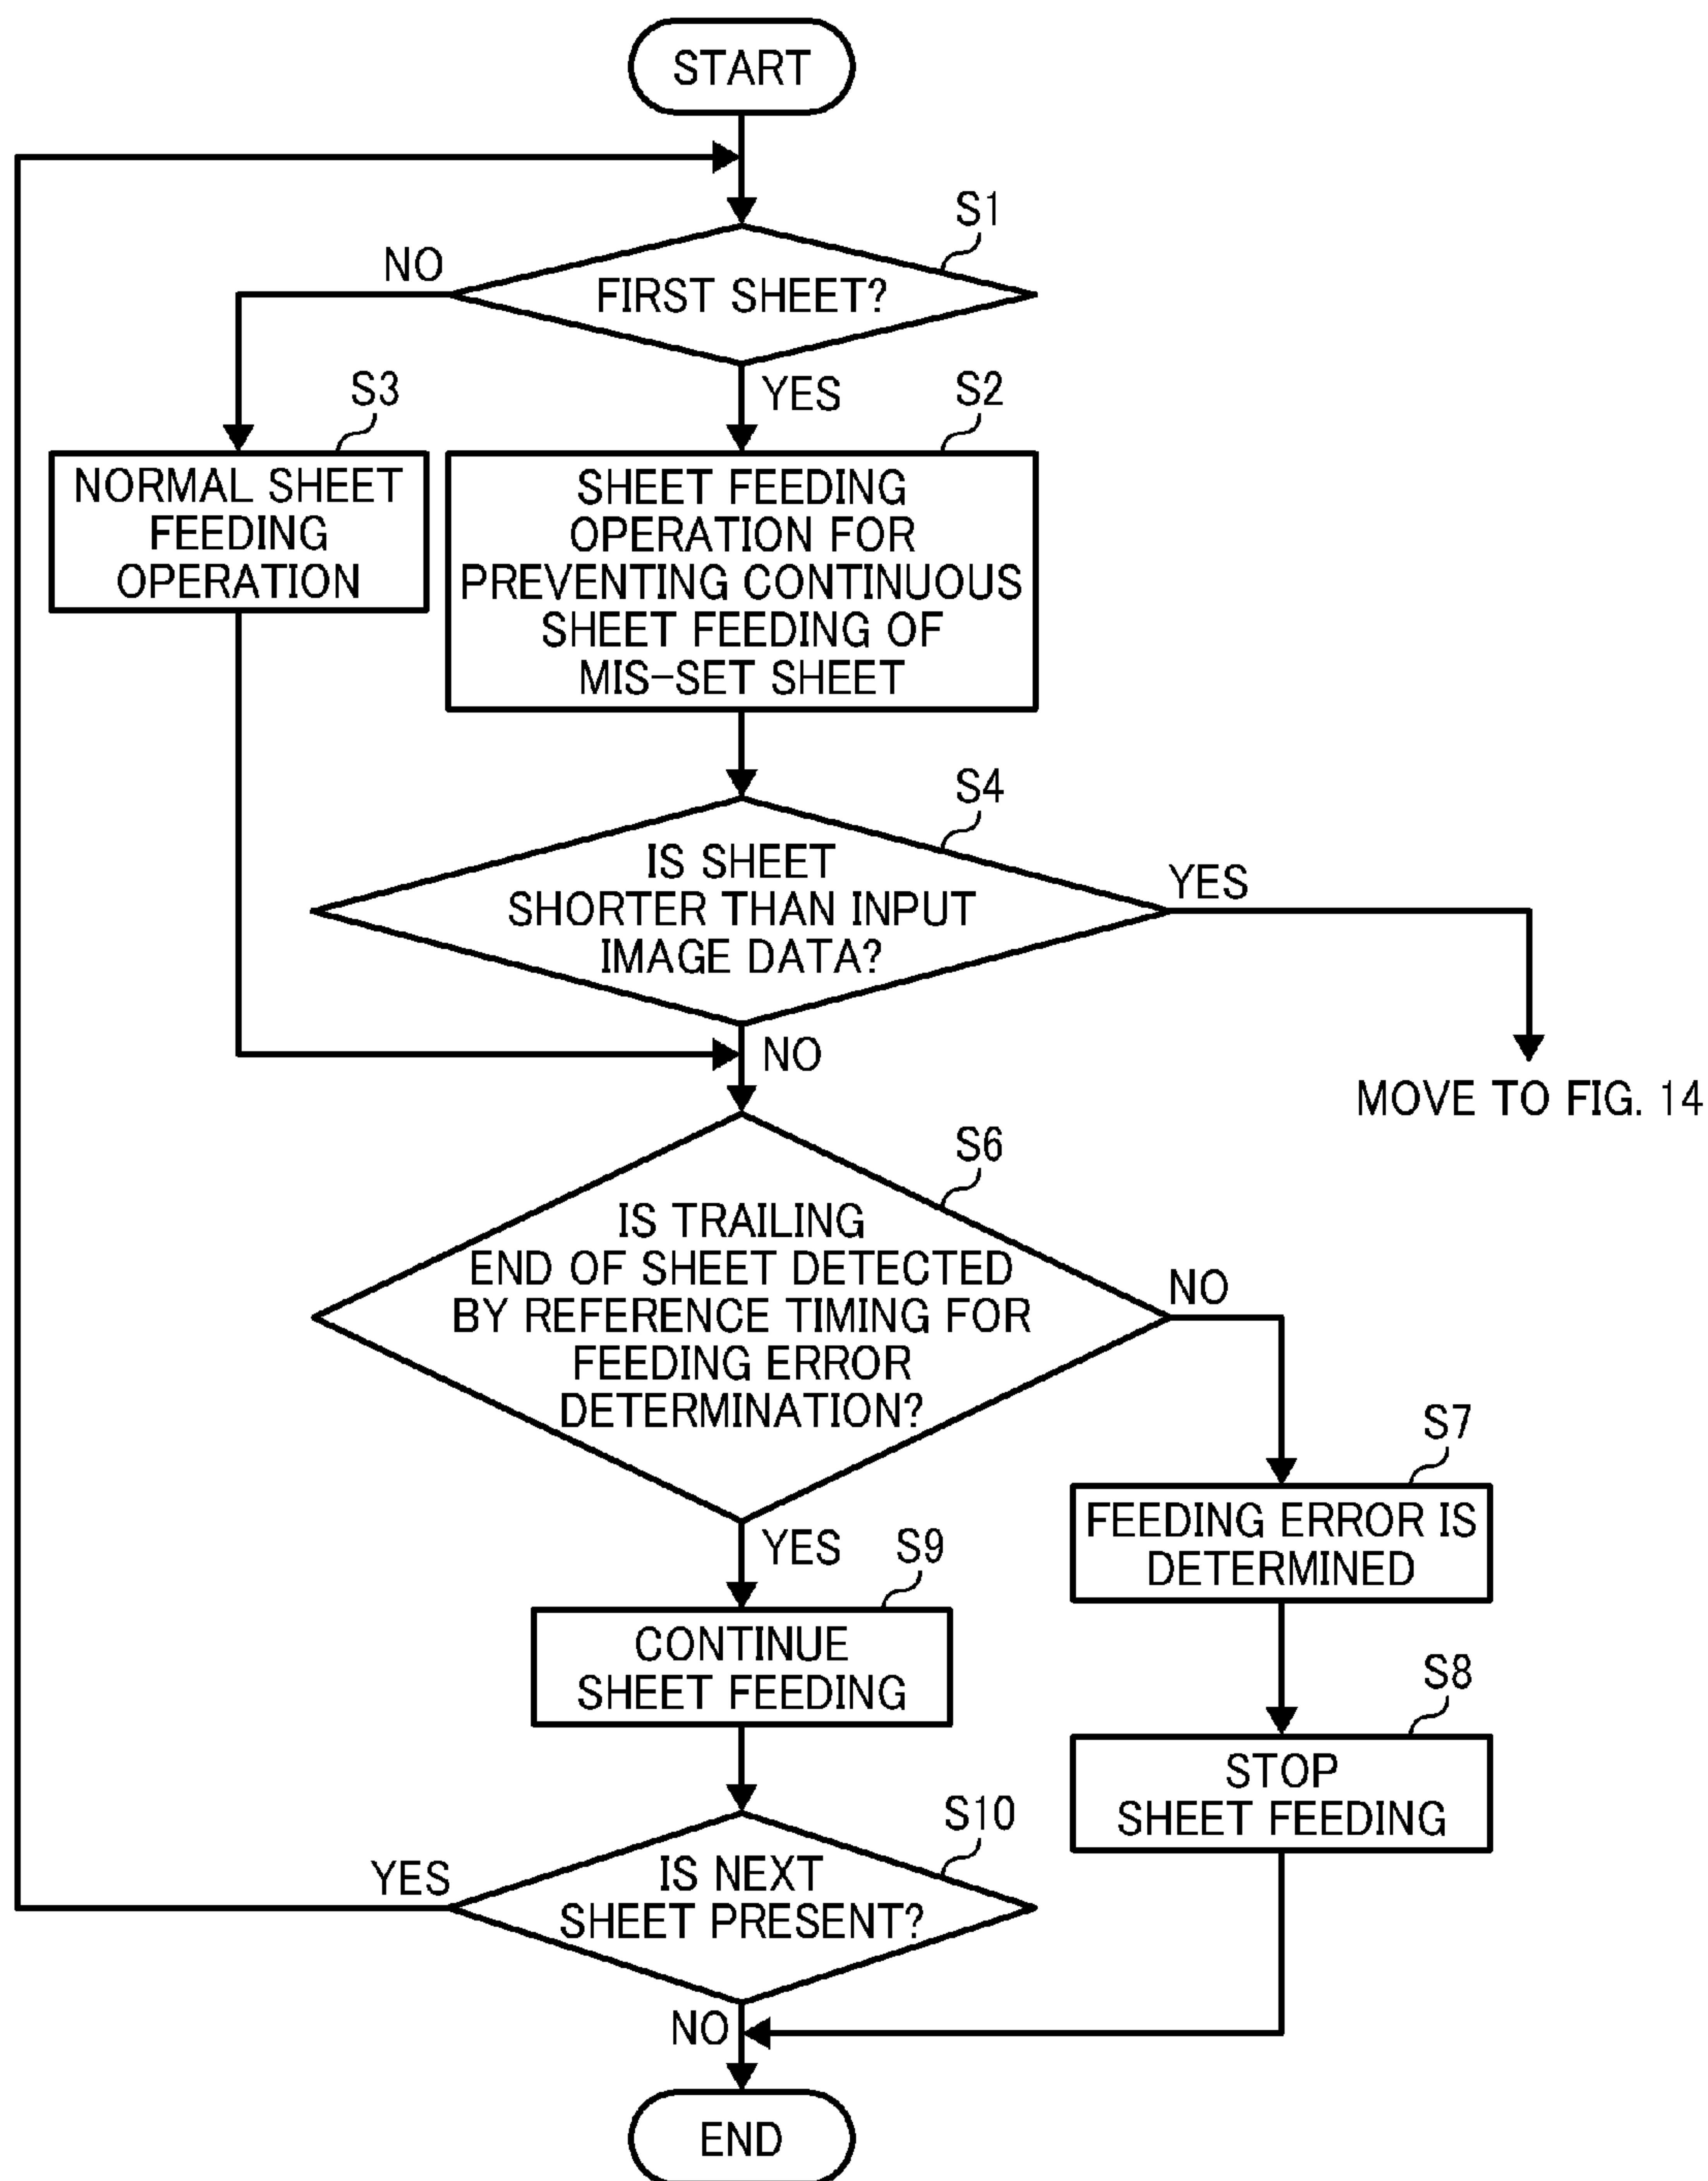 START
S1
NO
FIRST SHEET?
YES
S3
S2
NORMAL SHEET
FEEDING
OPERATION
SHEET FEEDING
OPERATION FOR
PREVENTING CONTINUOUS
SHEET FEEDING OF
MIS-SET SHEET
S4
IS SHEET
SHORTER THAN INPUT
IMAGE DATA?
YES
NO
MOVE TO FIG. 14
S6
IS TRAILING
END OF SHEET DETECTED
BY REFERENCE TIMING FOR
FEEDING ERROR
DETERMINATION?
NO
S7
FEEDING ERROR IS
DETERMINED
YES
S9
CONTINUE
SHEET FEEDING
S8
STOP
SHEET FEEDING
S10
YES
IS NEXT
SHEET PRESENT?
NO
END